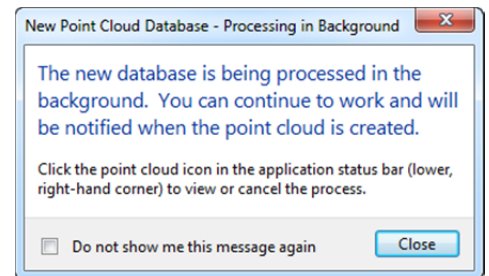 New Point Cloud Database - Processing in Background
The new database is being processed in the
background. You can continue to work and will
be notified when the point cloud is created.
Click the point cloud icon in the application status bar (lower,
right-hand corner) to view or cancel the process.
Do not show me this message again
Close